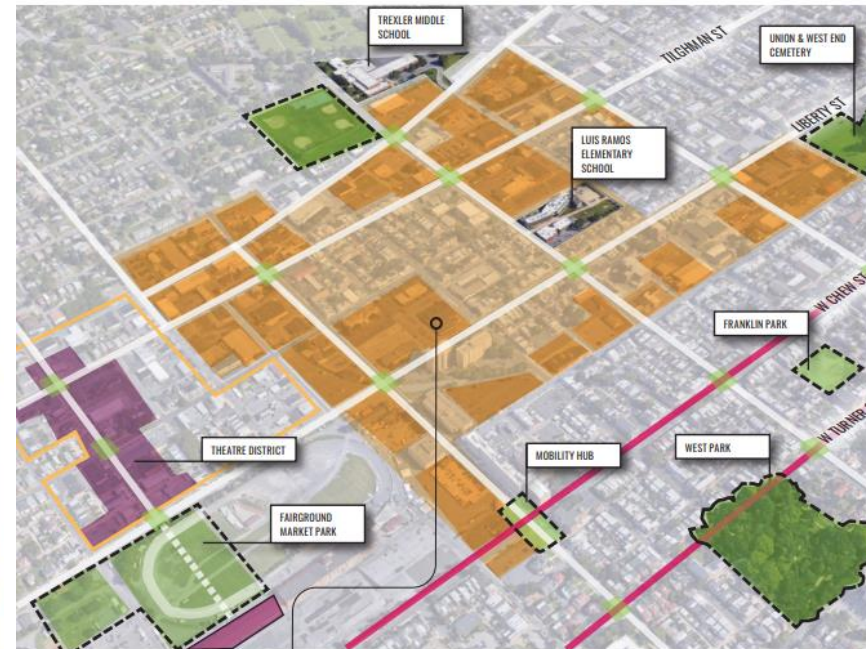 TREXLER MIDDLE
SCHOOL
UNION & WEST END
CEMETERY
TILGHMAN ST
LIBERTY ST
LUIS RAMOS
ELEMENTARY
SCHOOL
W CHEW ST
FRANKLIN PARK
W TURNER
THEATRE DISTRICT
MOBILITY HUB
WEST PARK
FAIRGROUND
MARKET PARK